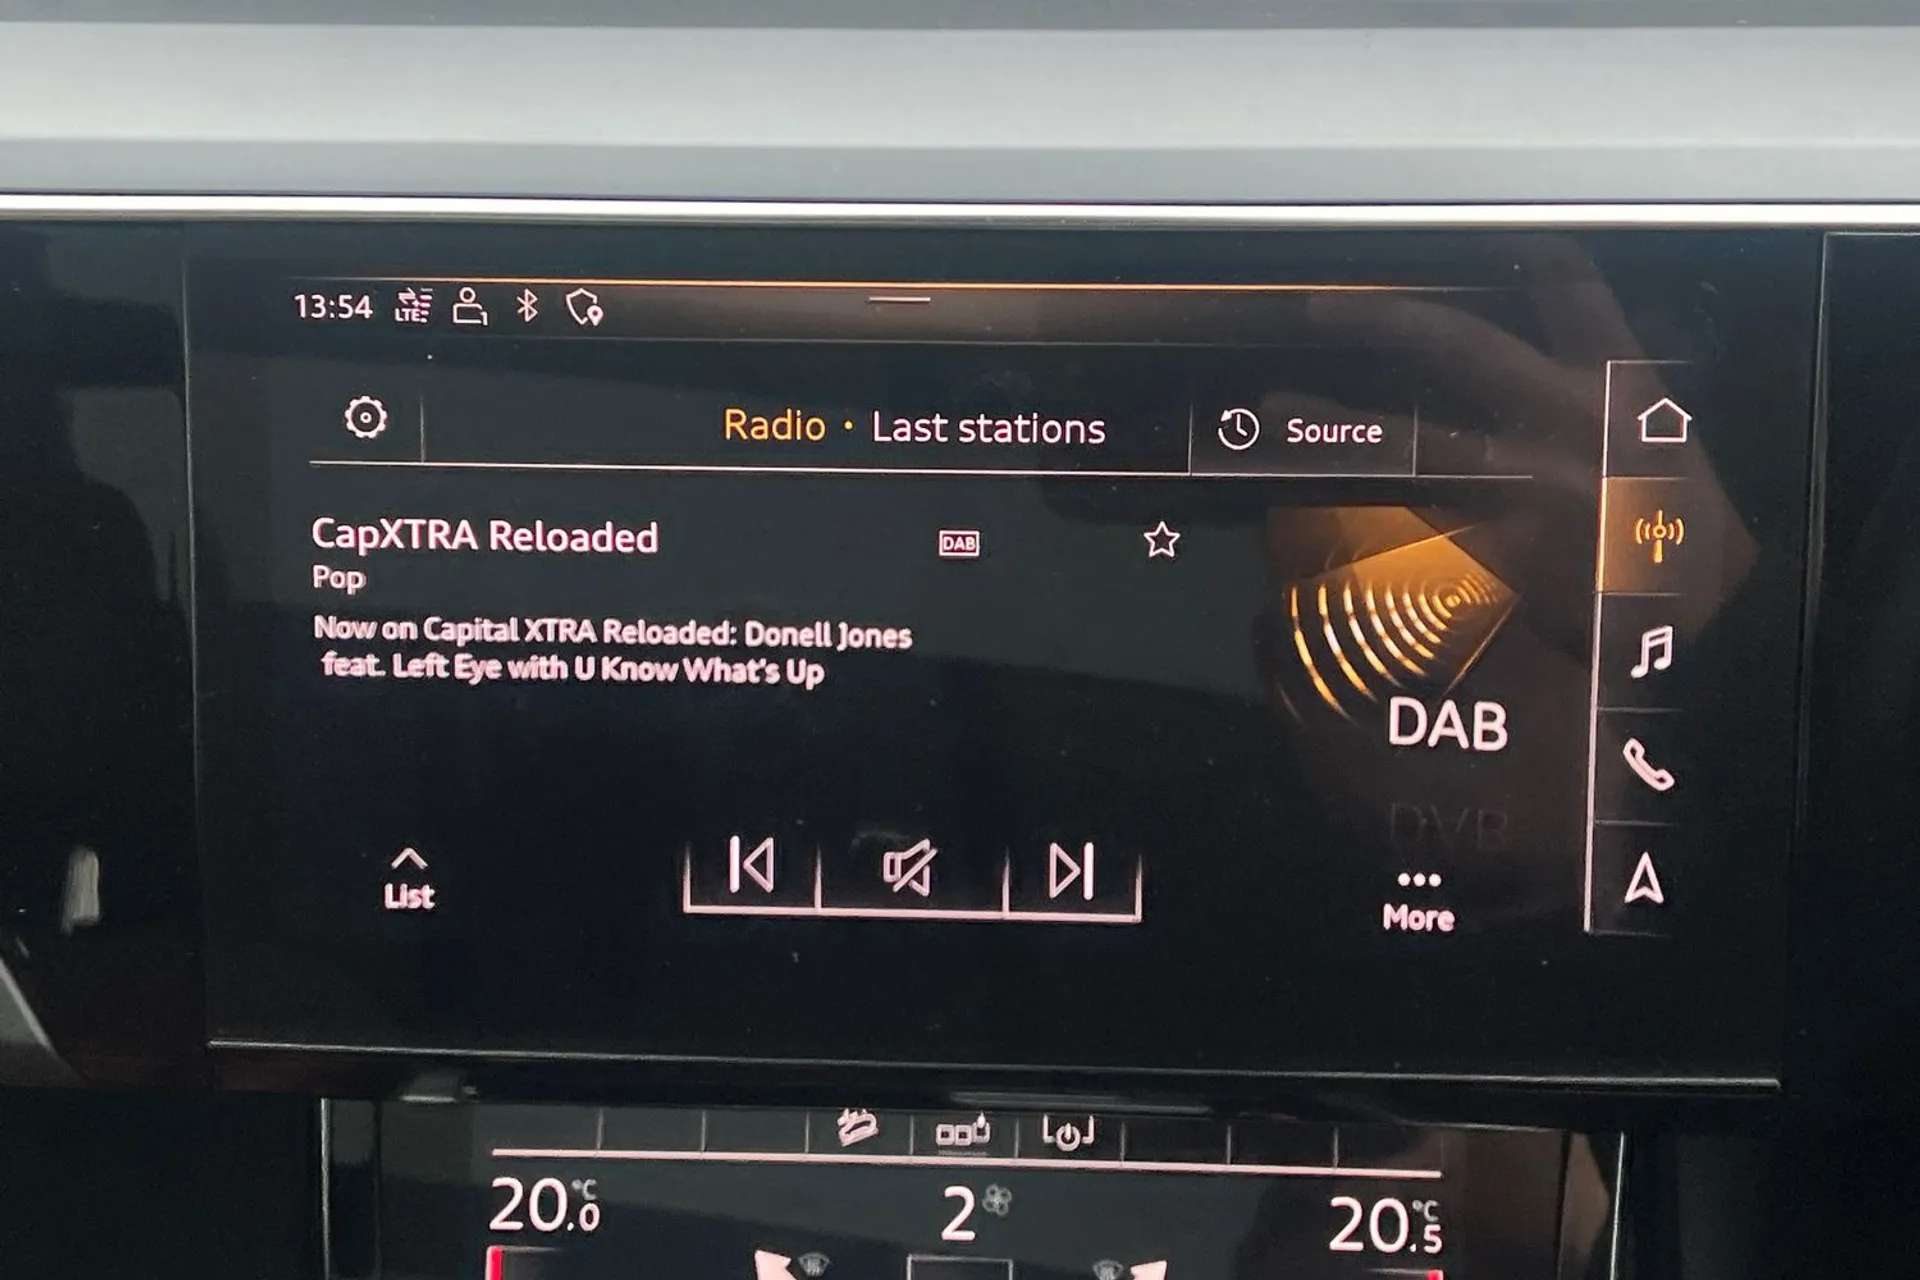 13:54 LTE 1
Radio • Last stations
Source
CapXTRA Reloaded
DAB
Pop
Now on Capital XTRA Reloaded: Donell Jones
feat. Left Eye with U Know What's Up
DAB
List
More
20.0 °C
2
20.5 °C